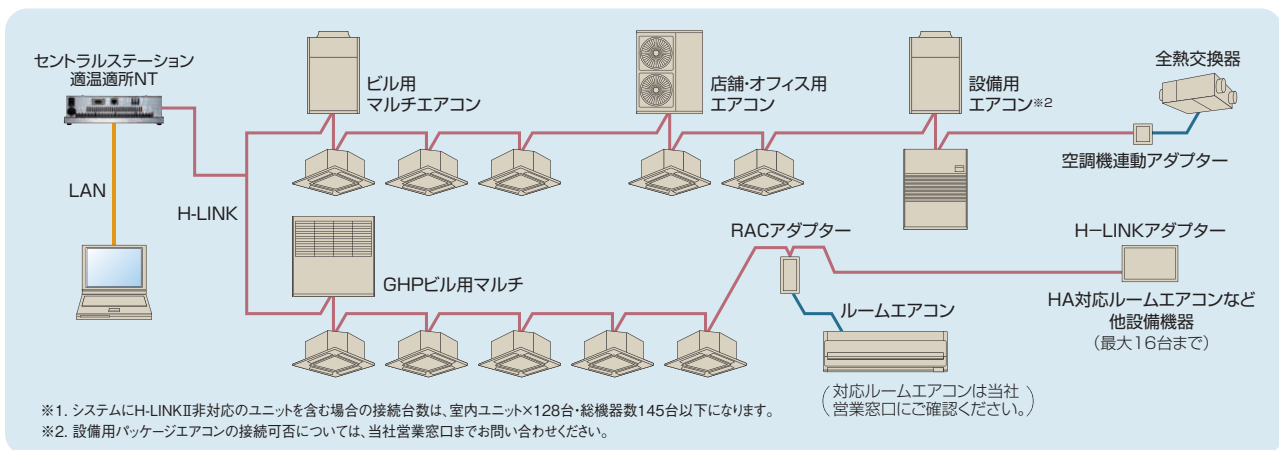 セントラルステーション
適温適所NT
LAN
H-LINK
ビル用
マルチエアコン
店舗・オフィス用
エアコン
設備用
エアコン※2
全熱交換器
空調機連動アダプター
GHPビル用マルチ
RACアダプター
ルームエアコン
(対応ルームエアコンは当社
営業窓口にご確認ください。)
H-LINKアダプター
HA対応ルームエアコンなど
他設備機器
(最大16台まで)
※1. システムにH-LINKⅡ非対応のユニットを含む場合の接続台数は、室内ユニット×128台・総機器数145台以下になります。
※2. 設備用パッケージエアコンの接続可否については、当社営業窓口までお問い合わせください。